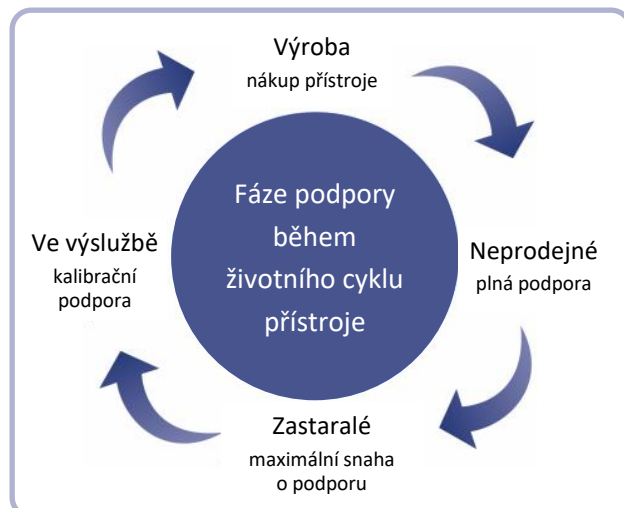 Výroba
nákup přístroje
Fáze podpory
během
životního cyklu
přístroje
Neprodejné
plná podpora
Zastaralé
maximální snaha
o podporu
Ve výslužbě
kalibrační
podpora